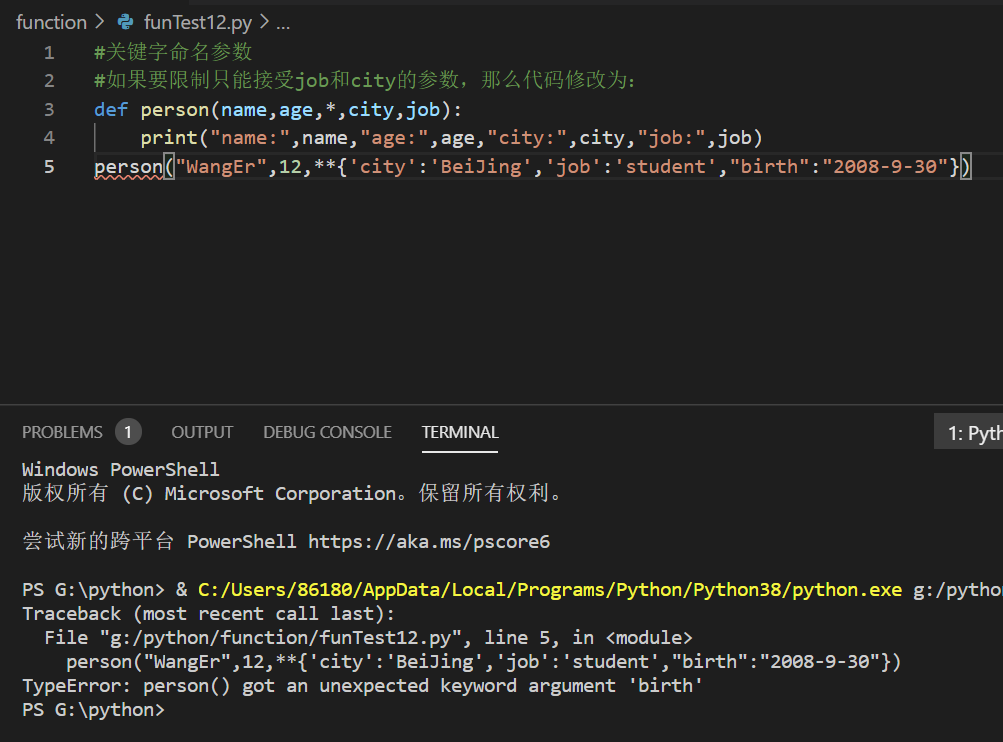 function > funTest12.py > ...
1 #关键字命名参数
2 #如果要限制只能接受job和city的参数，那么代码修改为：
3 def person(name,age,*,city,job):
4     print("name:",name,"age:",age,"city:",city,"job:",job)
5 person("WangEr",12,**{'city':'BeiJing','job':'student',"birth":"2008-9-30"})
PROBLEMS 1 OUTPUT DEBUG CONSOLE TERMINAL 1: Pyth
Windows PowerShell
版权所有 (C) Microsoft Corporation。保留所有权利。
尝试新的跨平台 PowerShell https://aka.ms/pscore6
PS G:\python> & C:/Users/86180/AppData/Local/Programs/Python/Python38/python.exe g:/pytho
Traceback (most recent call last):
  File "g:/python/function/funTest12.py", line 5, in <module>
    person("WangEr",12,**{'city':'BeiJing','job':'student',"birth":"2008-9-30"})
TypeError: person() got an unexpected keyword argument 'birth'
PS G:\python>